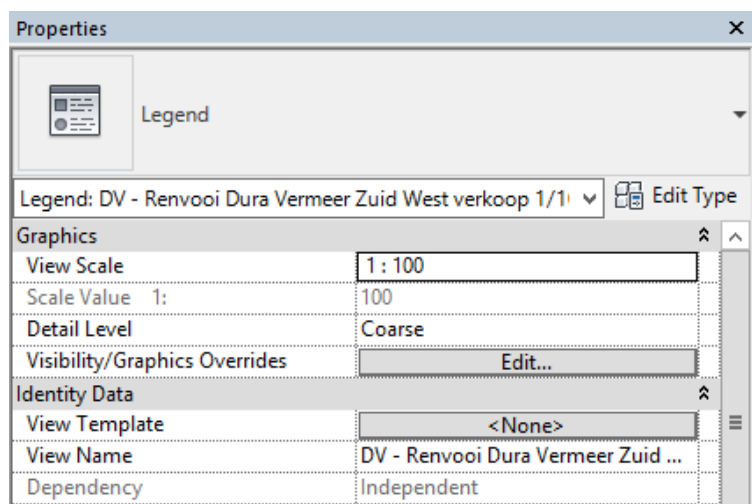 Properties
Legend
Legend: DV - Renvooi Dura Vermeer Zuid West verkoop 1/1
Edit Type
Graphics
View Scale 1 : 100
Scale Value 1: 100
Detail Level Coarse
Visibility/Graphics Overrides Edit...
Identity Data
View Template <None>
View Name DV - Renvooi Dura Vermeer Zuid ...
Dependency Independent